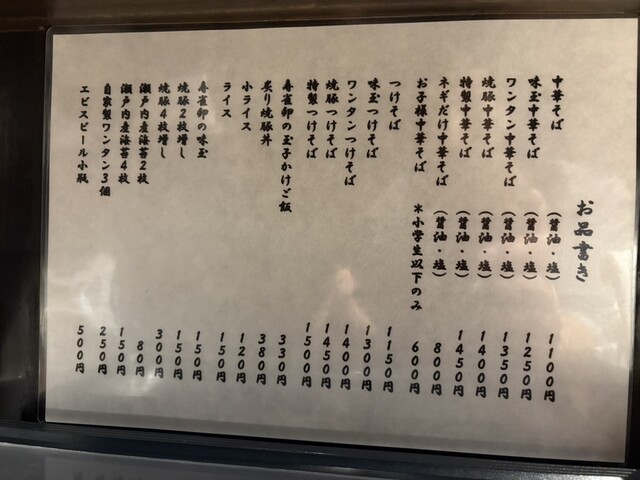 お品書き
中華そば (醤油・塩) 1100円
味玉中華そば (醤油・塩) 1250円
ワンタン中華そば (醤油・塩) 1350円
焼豚中華そば (醤油・塩) 1400円
特製中華そば (醤油・塩) 1450円
ネギだけ中華そば (醤油・塩) 800円
お子様中華そば *小学生以下のみ 600円
つけそば 1150円
味玉つけそば 1300円
ワンタンつけそば 1400円
焼豚つけそば 1450円
特製つけそば 1500円
寿雀卵の玉子かけご飯 330円
炙り焼豚丼 380円
小ライス 120円
ライス 150円
寿雀卵の味玉 150円
焼豚2枚増し 150円
焼豚4枚増し 300円
瀬戸内産海苔2枚 80円
瀬戸内産海苔4枚 150円
自家製ワンタン3個 250円
エビスビール小瓶 500円